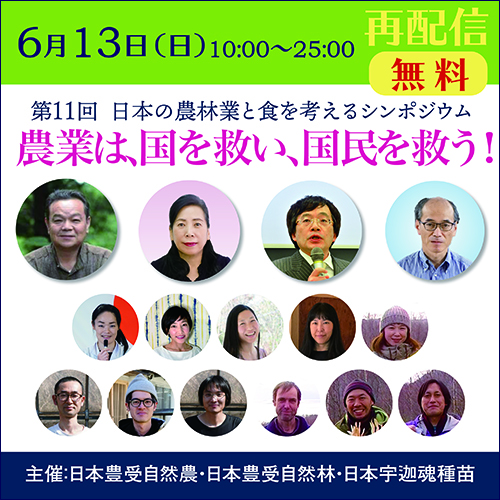 6月13日(日)10:00～25:00
再配信
無料
第11回 日本の農林業と食を考えるシンポジウム
農業は、国を救い、国民を救う！
主催：日本豊受自然農・日本豊受自然林・日本宇迦魂種苗